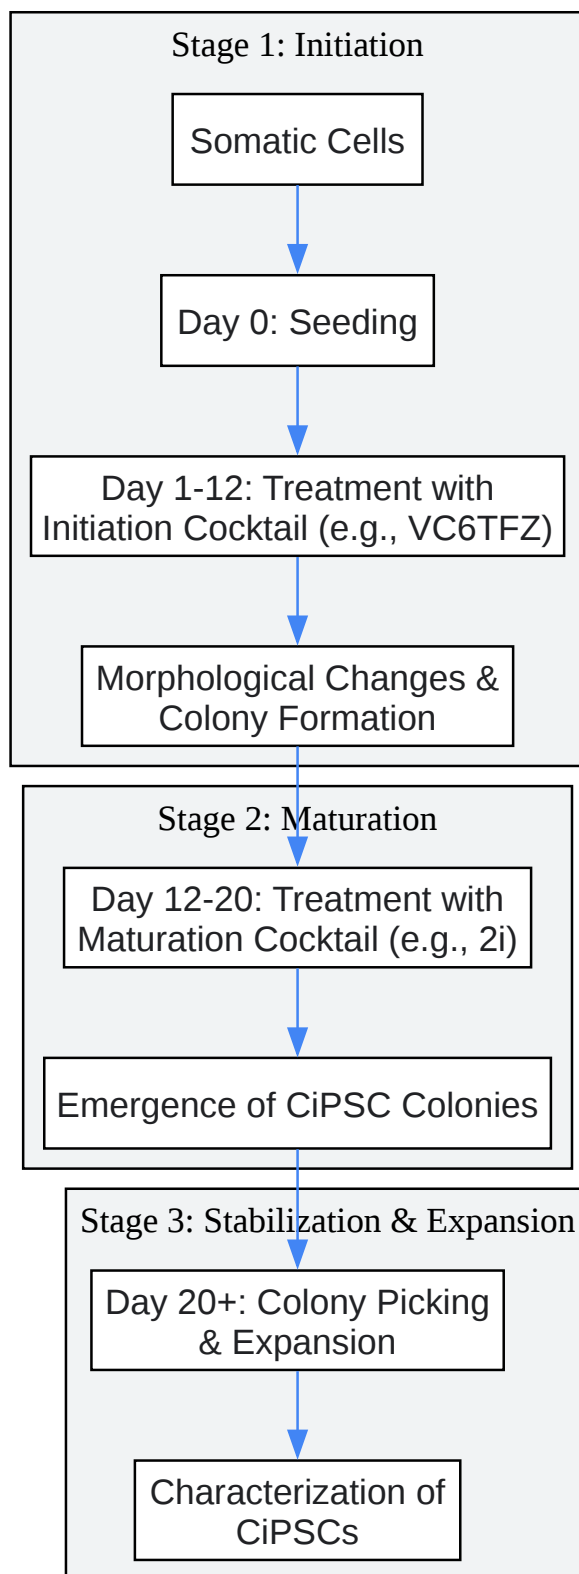 Stage 1: Initiation
Somatic Cells
Day 0: Seeding
Day 1-12: Treatment with
Initiation Cocktail (e.g., VC6TFZ)
Morphological Changes &
Colony Formation
Stage 2: Maturation
Day 12-20: Treatment with
Maturation Cocktail (e.g., 2i)
Emergence of CiPSC Colonies
Stage 3: Stabilization & Expansion
Day 20+: Colony Picking
& Expansion
Characterization of
CiPSCs